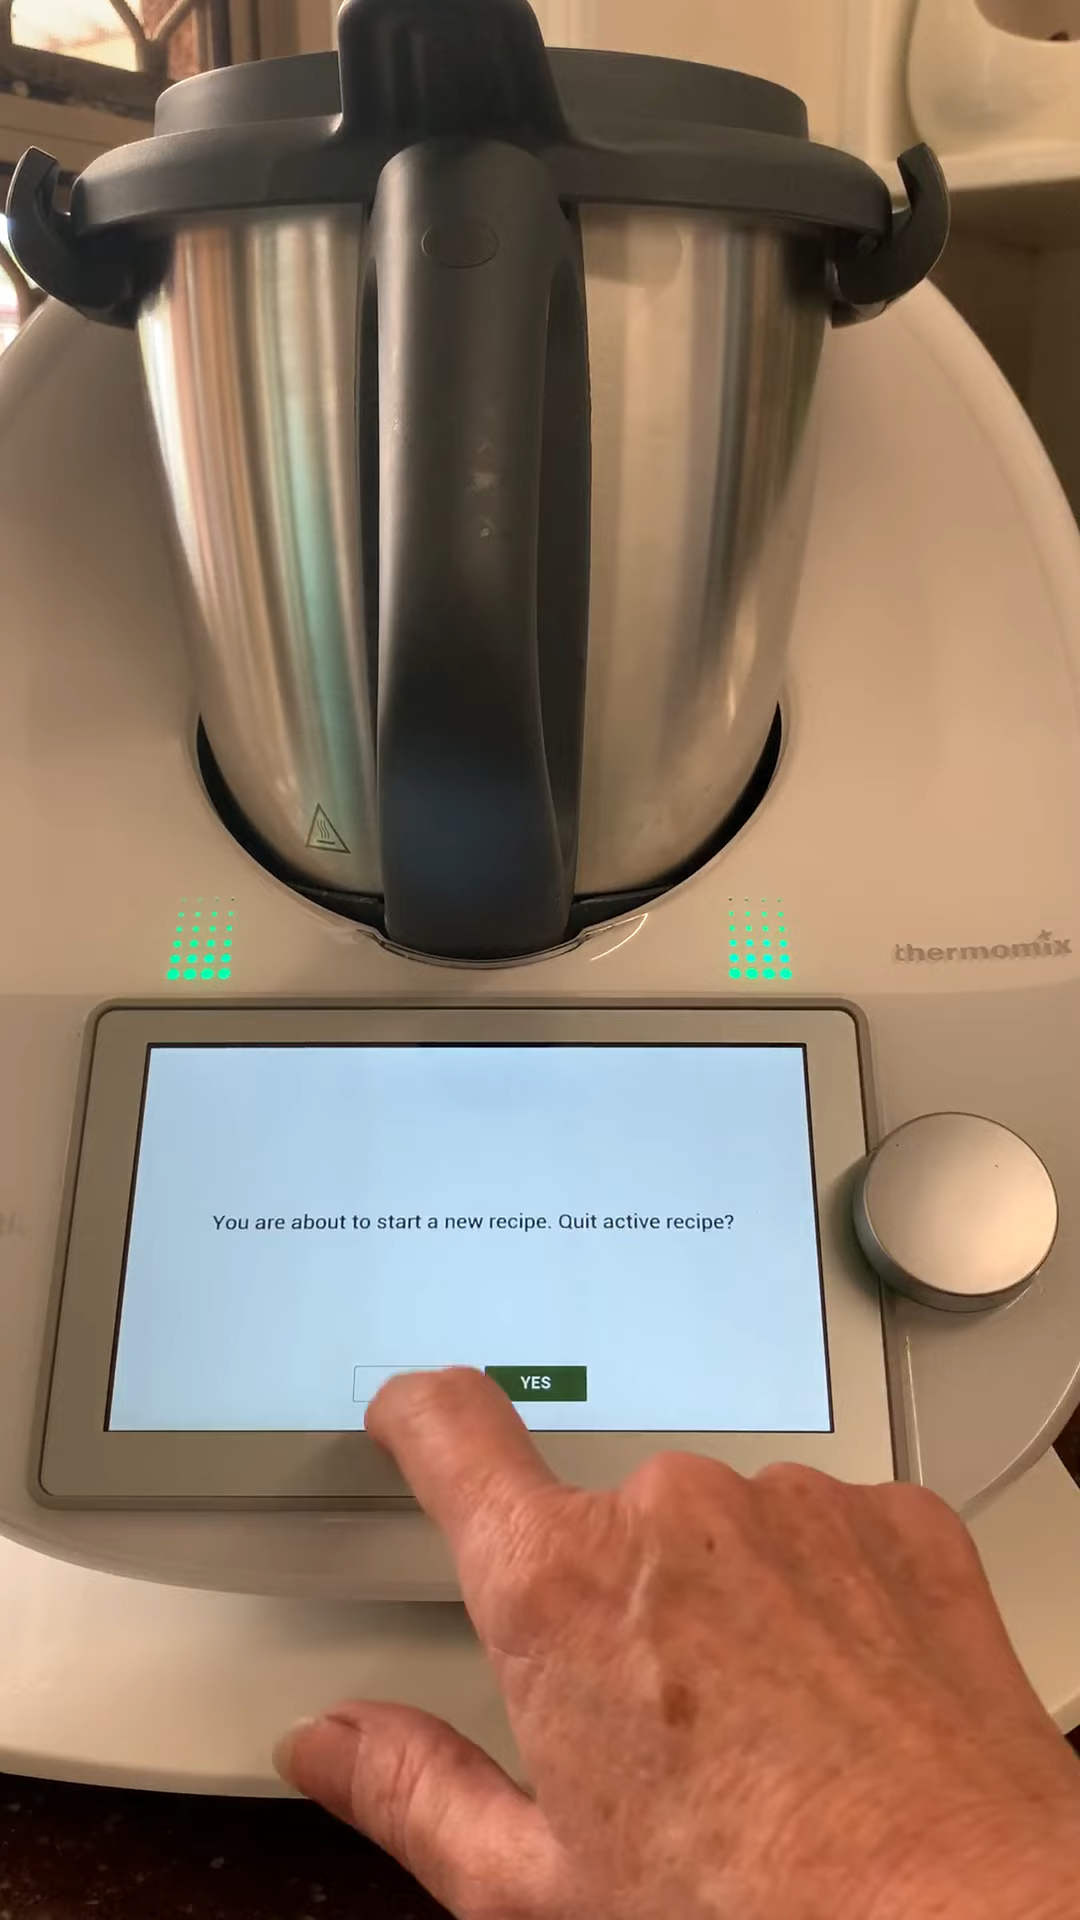 thermomix
You are about to start a new recipe. Quit active recipe?
YES